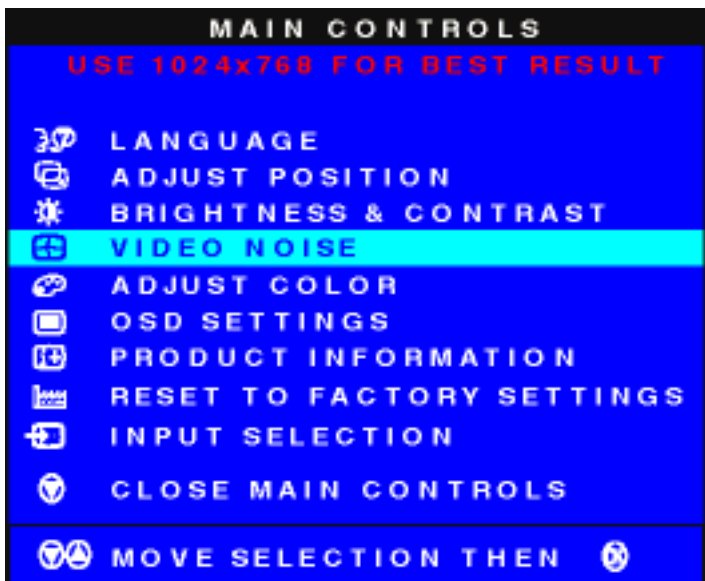 MAIN CONTROLS
USE 1024x768 FOR BEST RESULT
LANGUAGE
ADJUST POSITION
BRIGHTNESS & CONTRAST
VIDEO NOISE
ADJUST COLOR
OSD SETTINGS
PRODUCT INFORMATION
RESET TO FACTORY SETTINGS
INPUT SELECTION
CLOSE MAIN CONTROLS
MOVE SELECTION THEN